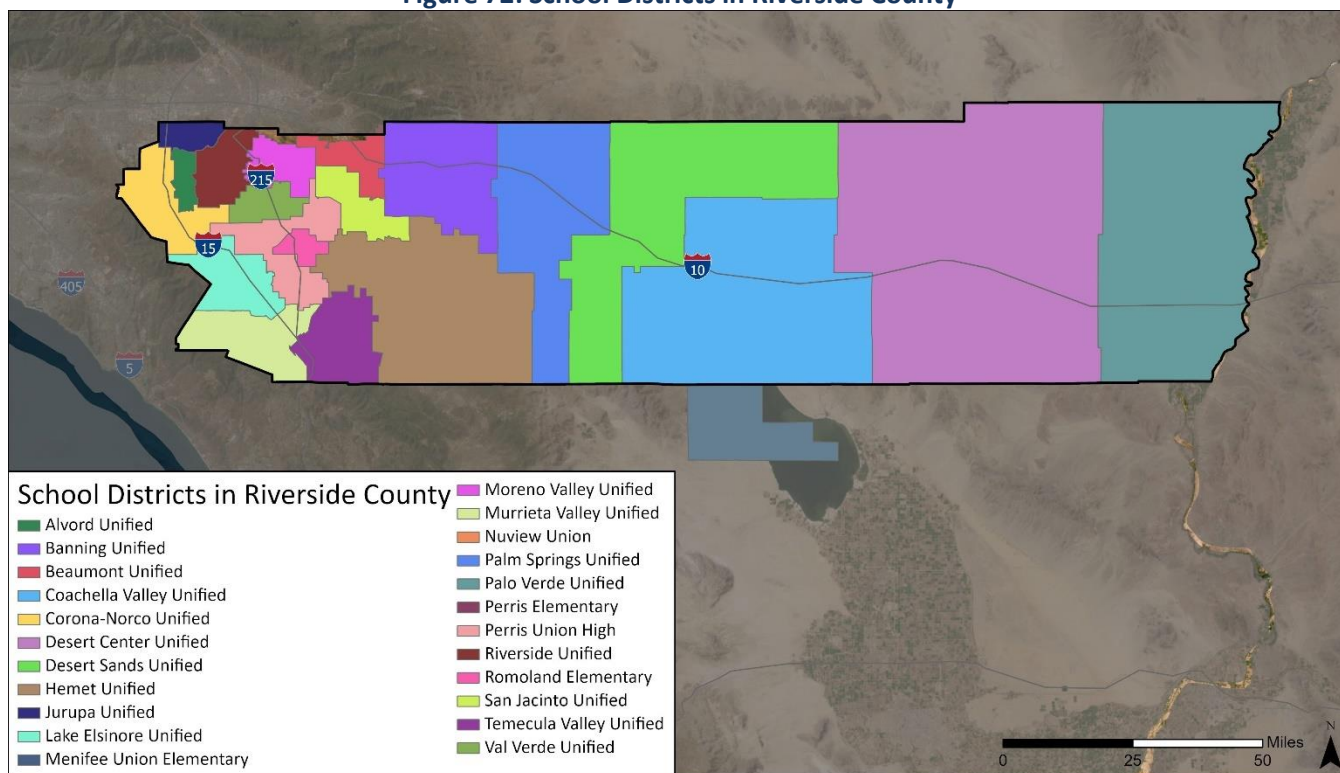 Figure 72: School Districts in Riverside County
215
15
10
405
5
School Districts in Riverside County
Alvord Unified
Banning Unified
Beaumont Unified
Coachella Valley Unified
Corona-Norco Unified
Desert Center Unified
Desert Sands Unified
Hemet Unified
Jurupa Unified
Lake Elsinore Unified
Menifee Union Elementary
Moreno Valley Unified
Murrieta Valley Unified
Nuview Union
Palm Springs Unified
Palo Verde Unified
Perris Elementary
Perris Union High
Riverside Unified
Romoland Elementary
San Jacinto Unified
Temecula Valley Unified
Val Verde Unified
Miles
0 25 50
N